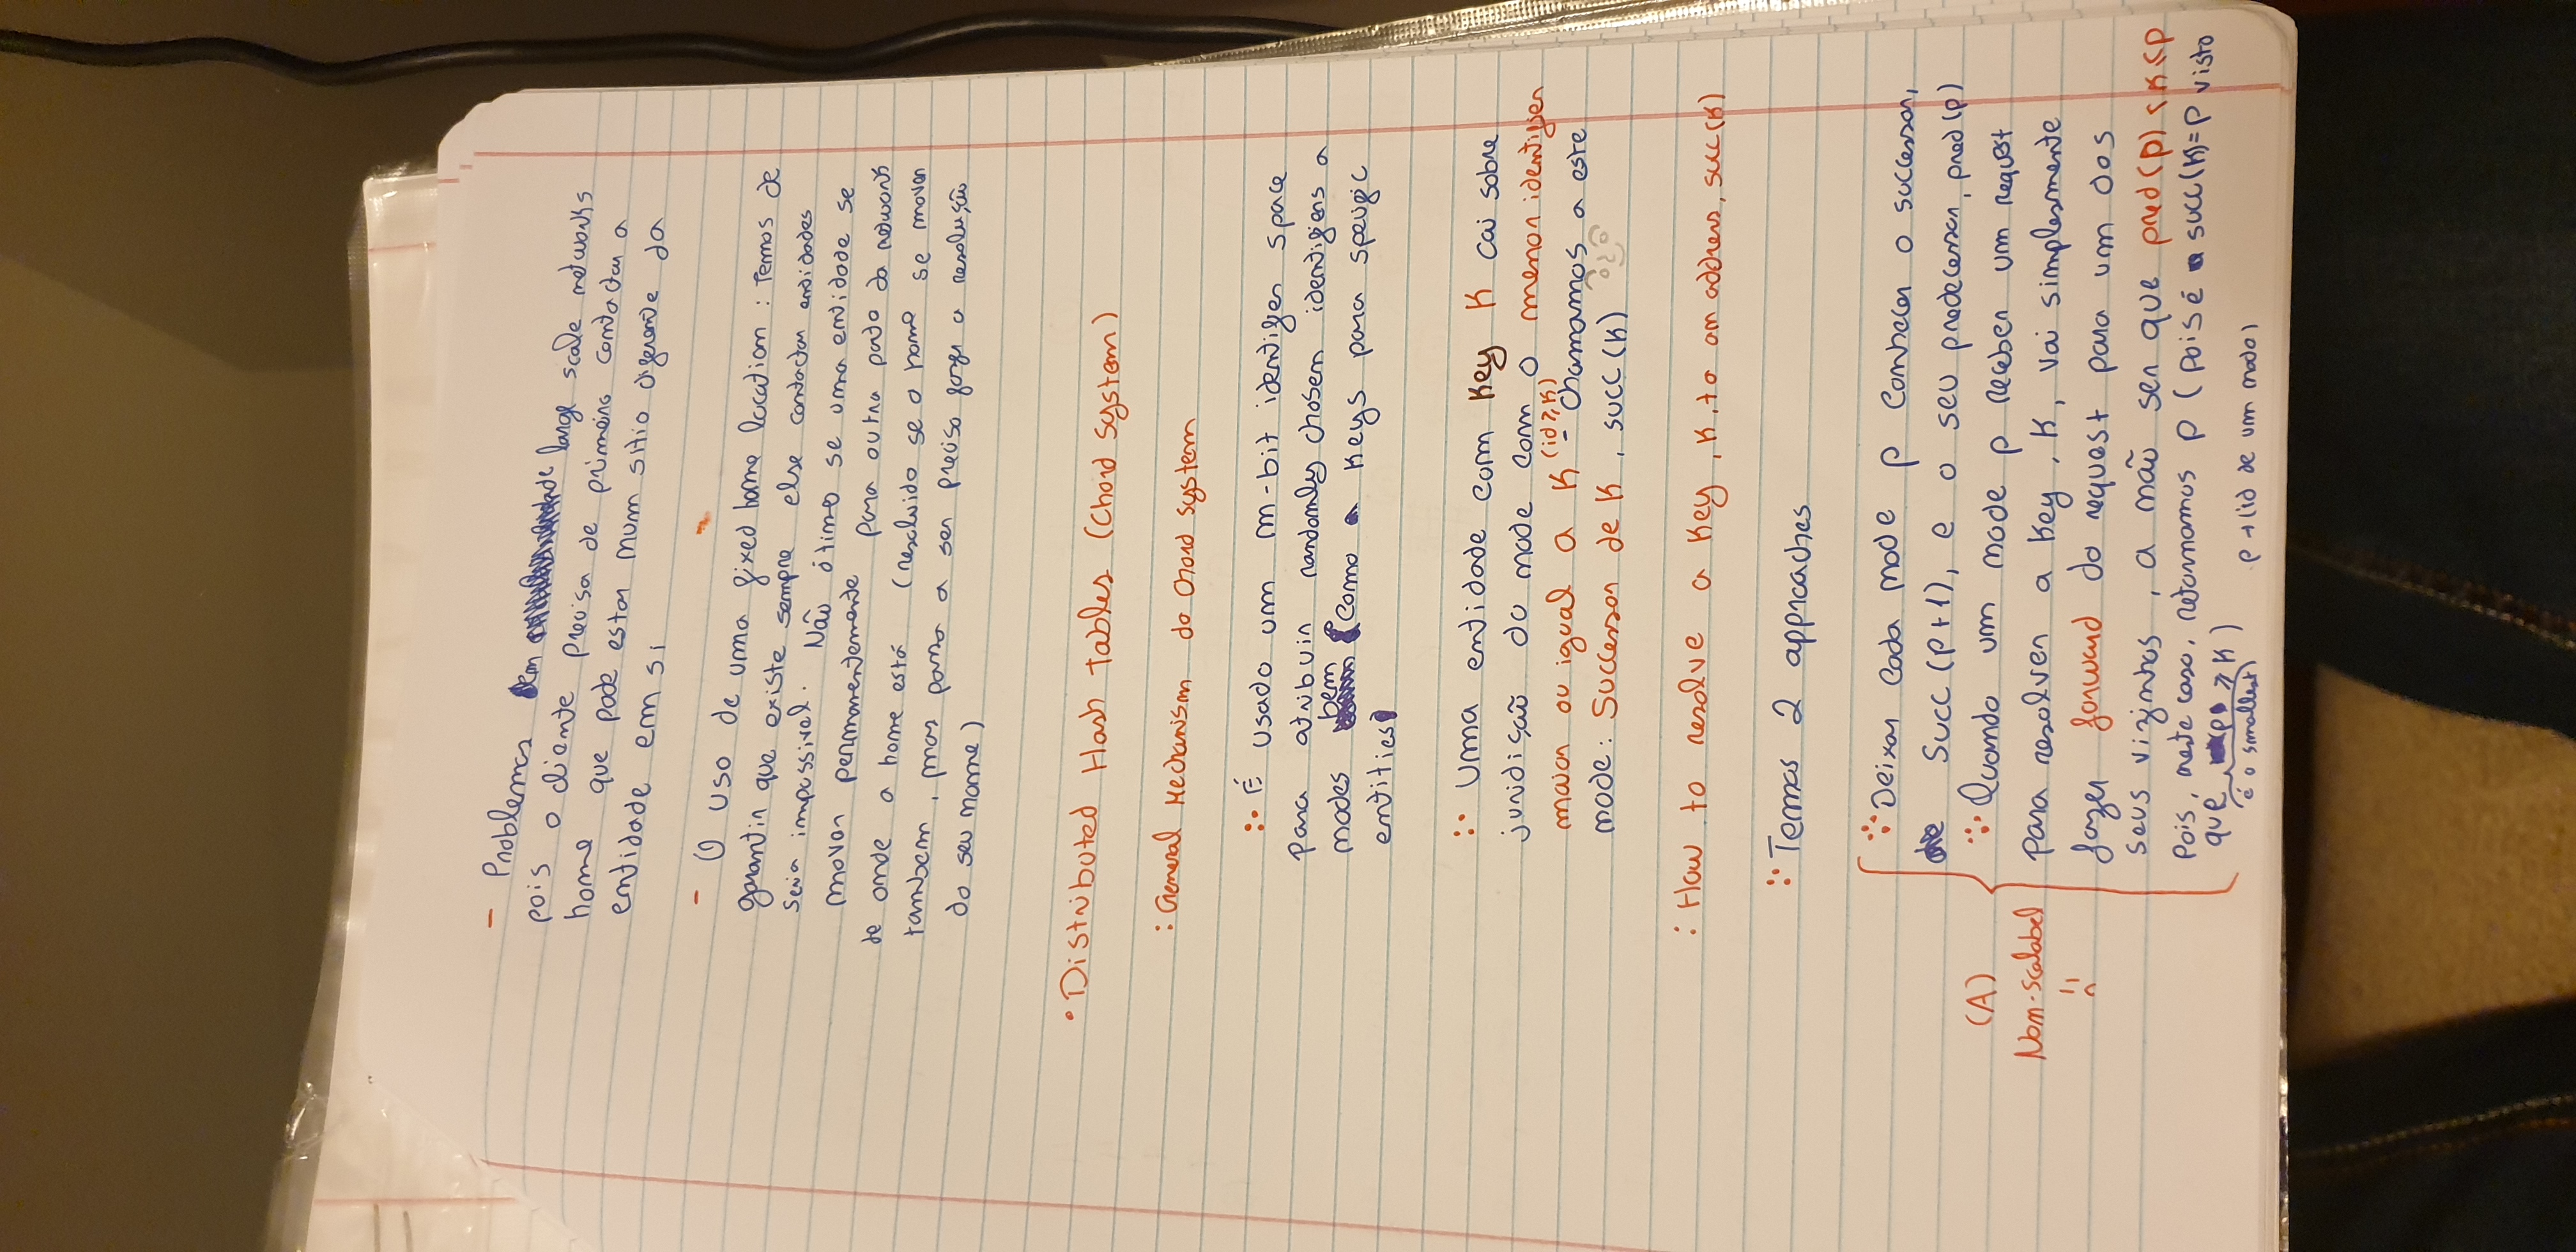 - Problemas em de large scale networks
pois o cliente precisa de primeiro contactar a
home que pode estar num sitio diferente da
entidade em si
- O uso de uma fixed home location : Temos de
garantir que existe sempre else contactar entidades
seria impossivel. Não ótimo se uma entidade se
mover permanentemente para outra parte da network
de onde a home está (resolvido se o home se mover
tambem, mas passa a ser preciso fazer a resolução
do seu nome)
• Distributed Hash Tables (Chord System)
: General Mechanism do Chord System
∴ É usado um m-bit identifier space
para atribuir randomly chosen identifiers a
nodes bem como a keys para specific
entities
∴ Uma entidade com Key K cai sobre
juridição do node com o menor identifier
maior ou igual a K (id ≥ K) - chamamos a este
node: Successor de K, succ(K)
: How to resolve a Key, K, to an address, succ(K)
:: Temos 2 approaches
Deixar cada node p conhecer o successor,
succ(p+1), e o seu predecessor, pred(p)
Quando um node p receber um request
(A)
para resolver a Key, K, vai simplesmente
Non-scalabel
fazer forward do request para um dos
seus vizinhos, a não ser que pred(p) < K ≤ p
pois, neste caso, retornamos p (pois é succ(K)=p visto
que p ≥ K)
é o smallest
p → (id de um nodo)